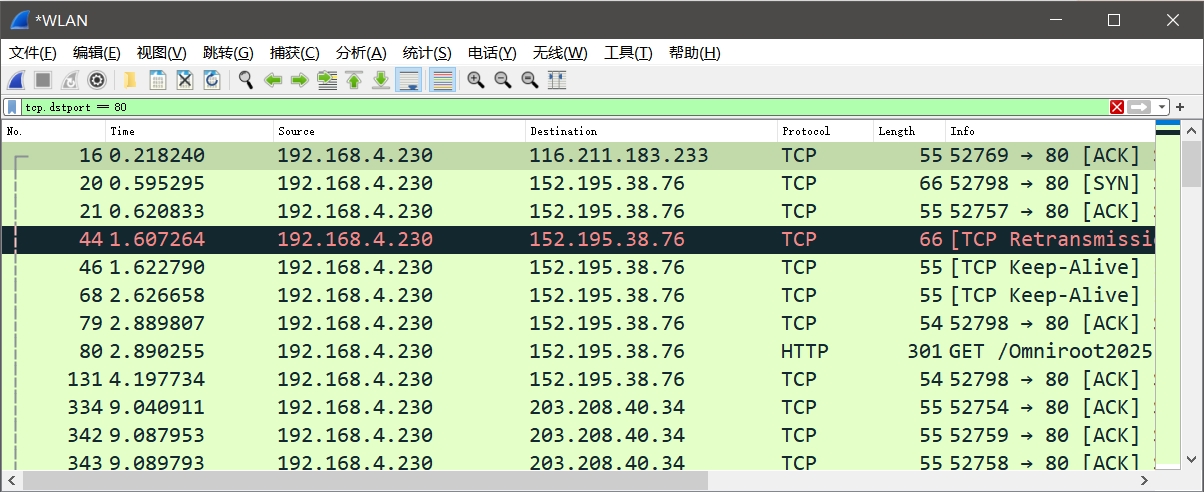 *WLAN
文件(F) 编辑(E) 视图(V) 跳转(G) 捕获(C) 分析(A) 统计(S) 电话(Y) 无线(W) 工具(T) 帮助(H)
tcp.dstport == 80
No. Time Source Destination Protocol Length Info
16 0.218240 192.168.4.230 116.211.183.233 TCP 55 52769 → 80 [ACK]
20 0.595295 192.168.4.230 152.195.38.76 TCP 66 52798 → 80 [SYN]
21 0.620833 192.168.4.230 152.195.38.76 TCP 55 52757 → 80 [ACK]
44 1.607264 192.168.4.230 152.195.38.76 TCP 66 [TCP Retransmissi
46 1.622790 192.168.4.230 152.195.38.76 TCP 55 [TCP Keep-Alive]
68 2.626658 192.168.4.230 152.195.38.76 TCP 55 [TCP Keep-Alive]
79 2.889807 192.168.4.230 152.195.38.76 TCP 54 52798 → 80 [ACK]
80 2.890255 192.168.4.230 152.195.38.76 HTTP 301 GET /Omniroot2025
131 4.197734 192.168.4.230 152.195.38.76 TCP 54 52798 → 80 [ACK]
334 9.040911 192.168.4.230 203.208.40.34 TCP 55 52754 → 80 [ACK]
342 9.087953 192.168.4.230 203.208.40.34 TCP 55 52759 → 80 [ACK]
343 9.089793 192.168.4.230 203.208.40.34 TCP 55 52758 → 80 [ACK]